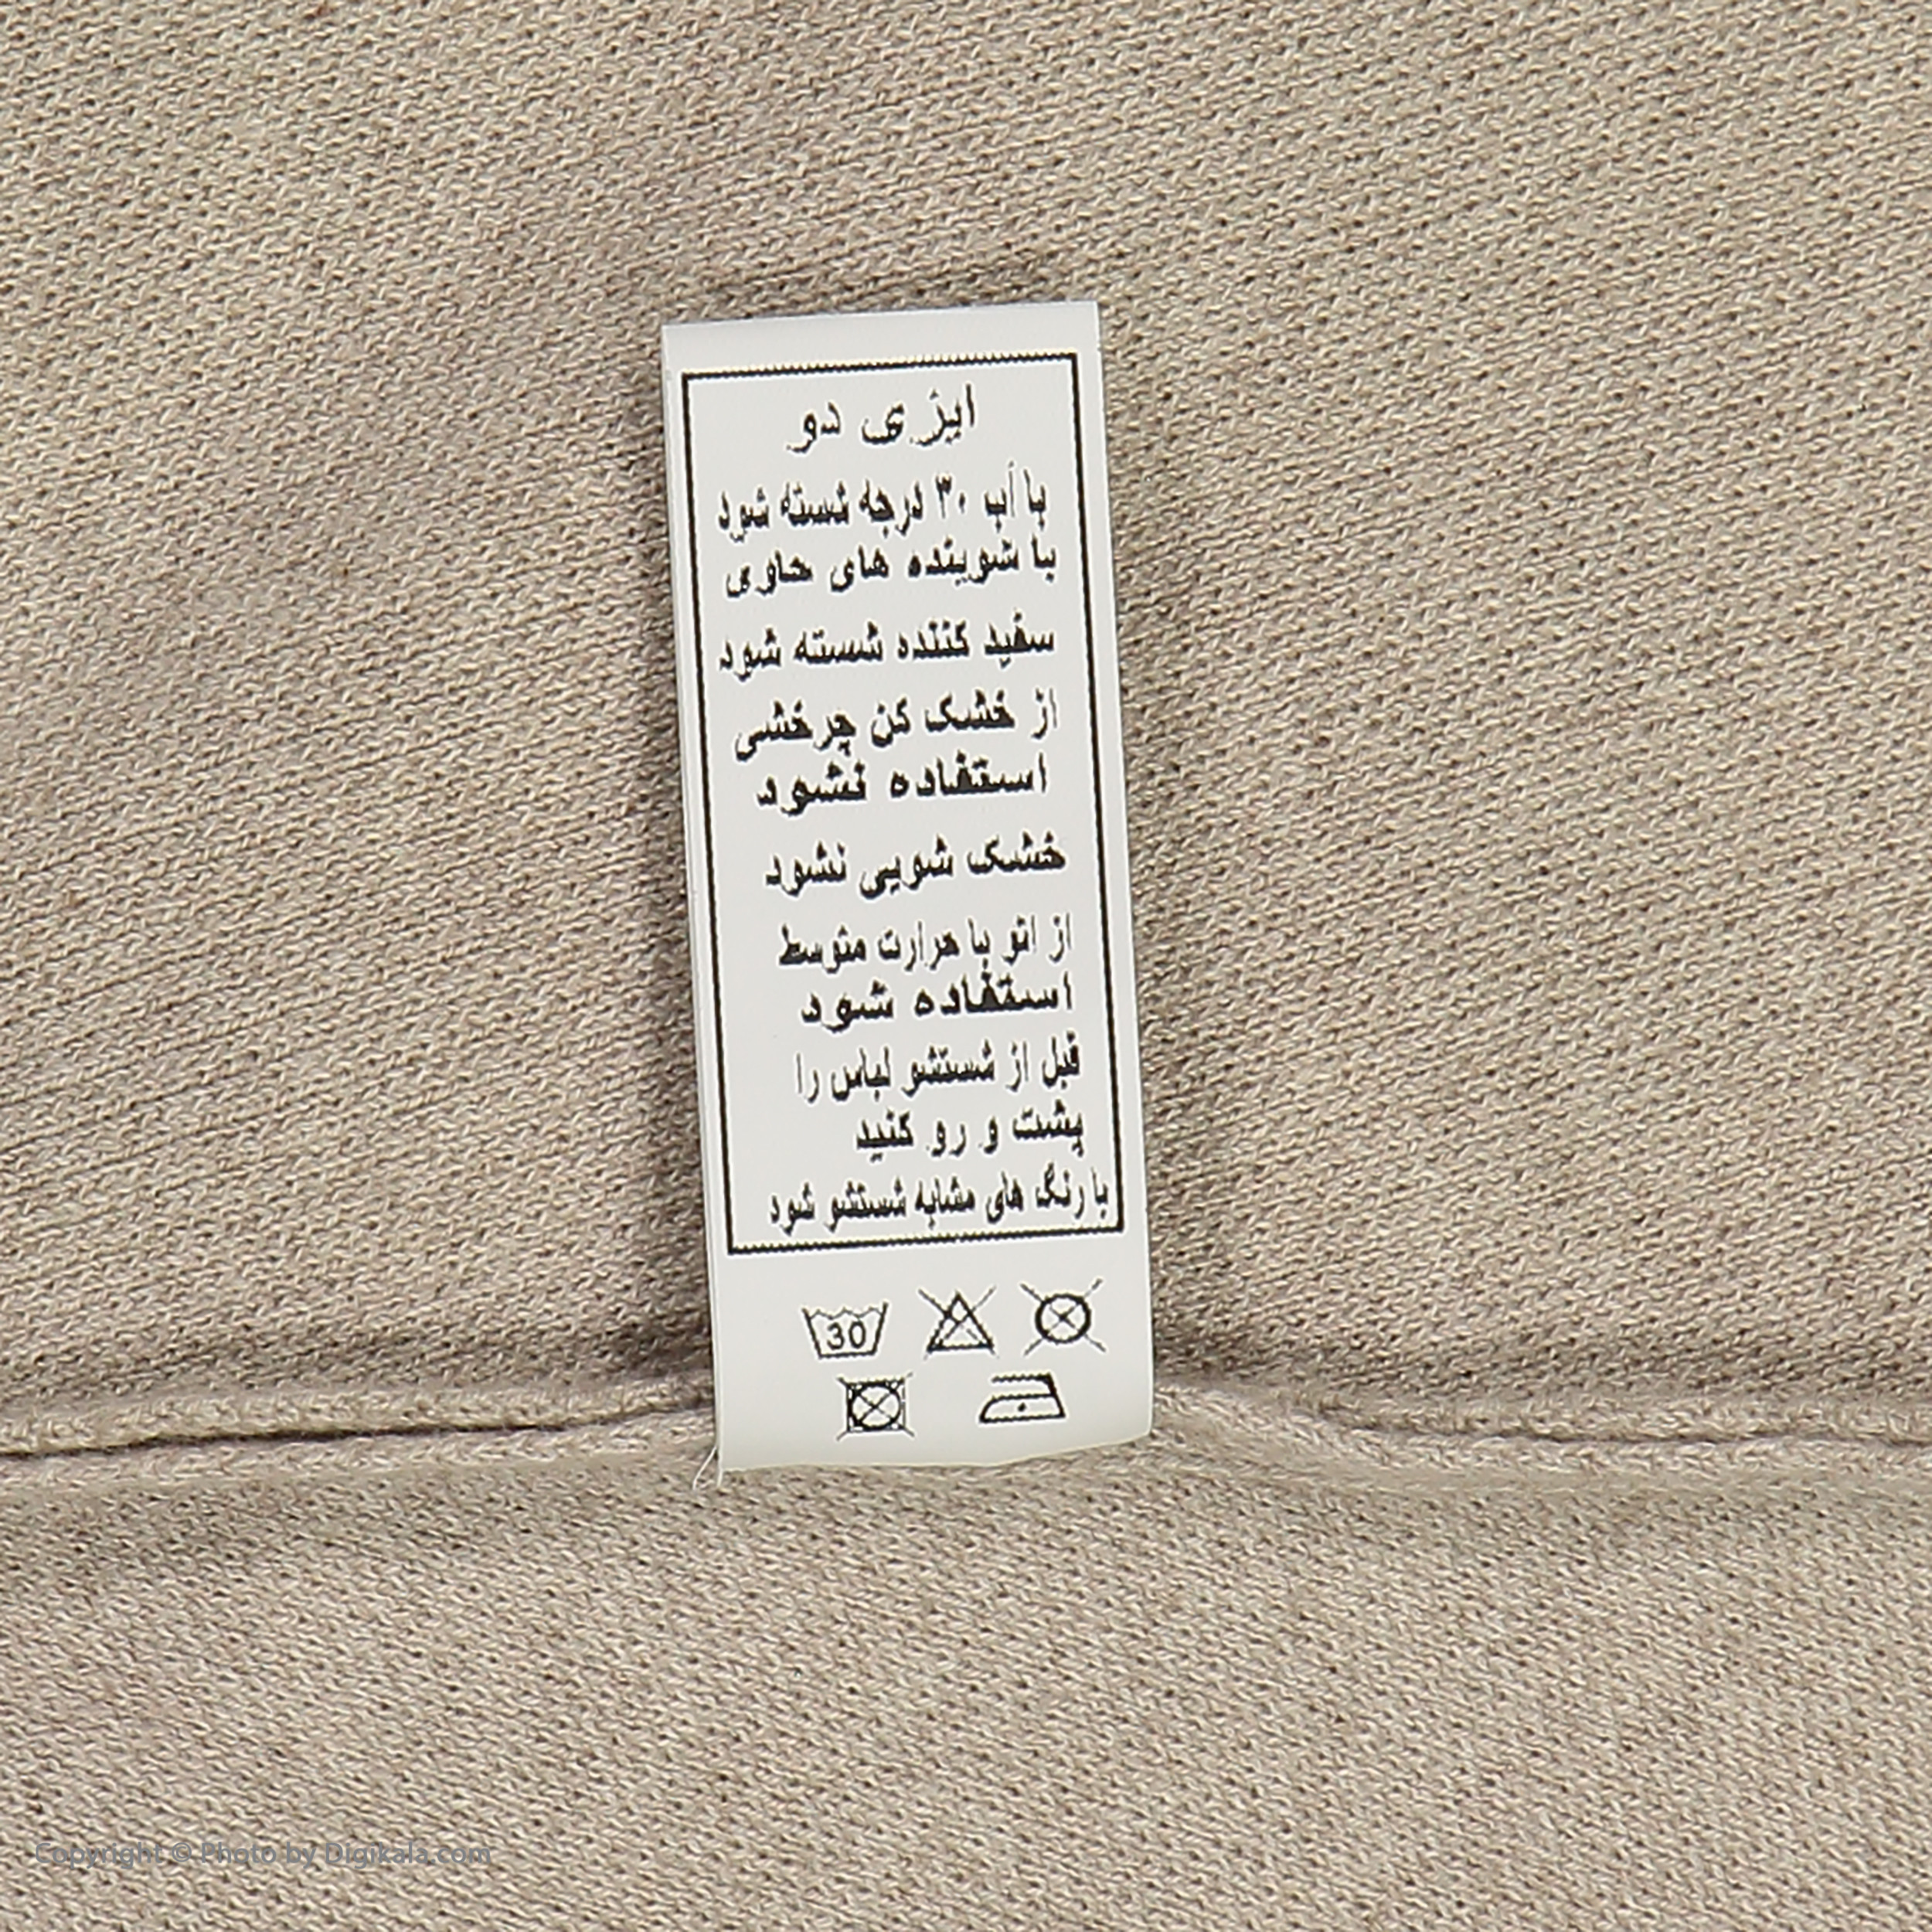 ایزی دو
با آب ۳۰ درجه شسته شود
با شوینده های حاوی
سفید کننده شسته شود
از خشک کن چرخشی
استفاده نشود
خشک شویی نشود
از اتو با حرارت متوسط
استفاده شود
قبل از شستشو لباس را
پشت و رو کنید
با رنگ های مشابه شستشو شود
30
Copyright © Photo by Digikala.com